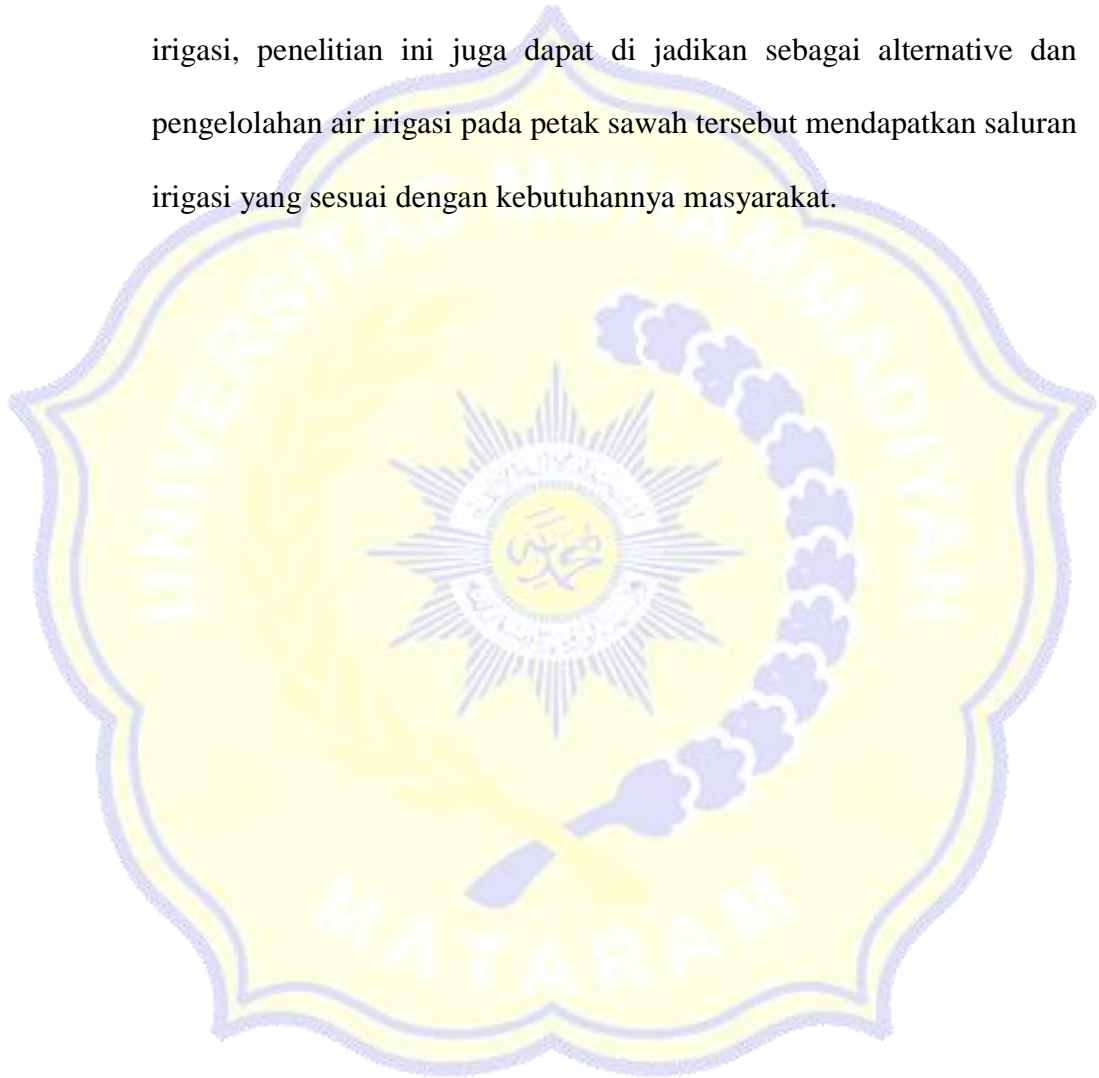 irigasi, penelitian ini juga dapat di jadikan sebagai alternative dan
pengelolahan air irigasi pada petak sawah tersebut mendapatkan saluran
irigasi yang sesuai dengan kebutuhannya masyarakat.
UNIVERSITAS MUHAMMADIYAH
MATARAM